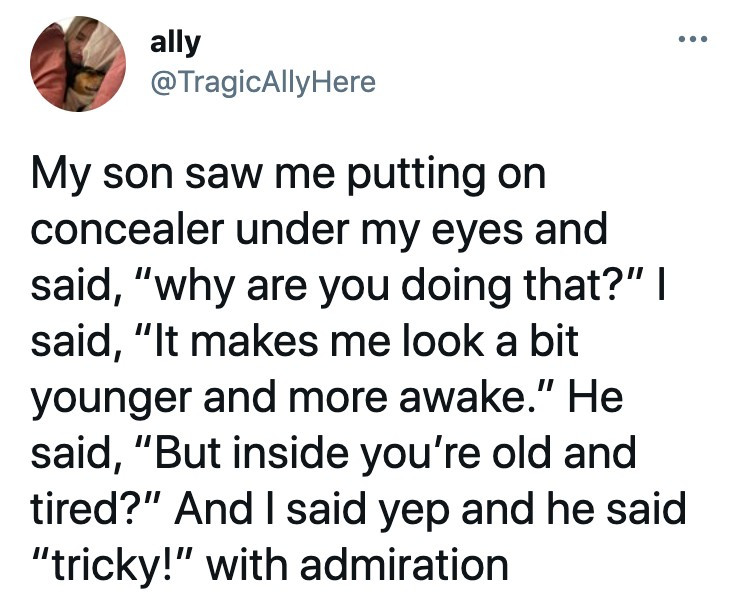 ally
@TragicAllyHere
My son saw me putting on
concealer under my eyes and
said, “why are you doing that?” I
said, “It makes me look a bit
younger and more awake.” He
said, “But inside you’re old and
tired?” And I said yep and he said
“tricky!” with admiration